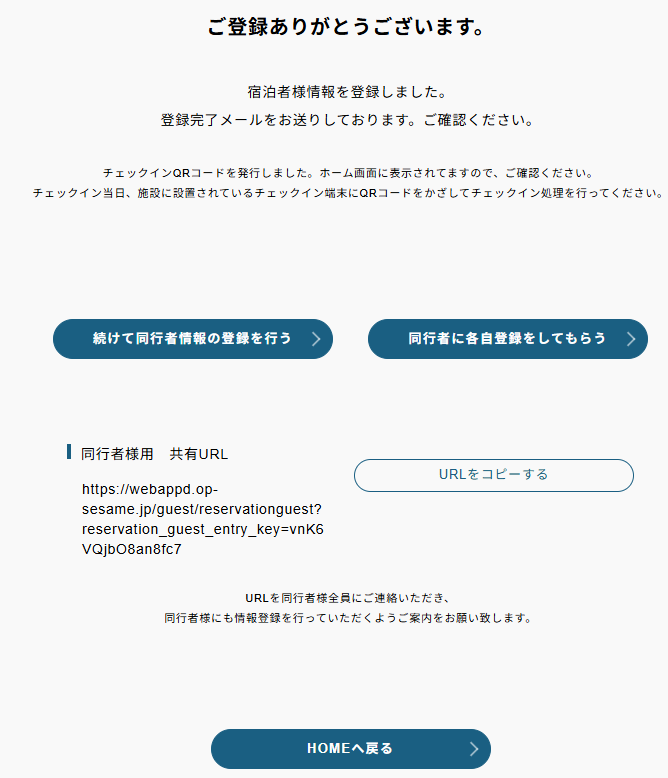 ご登録ありがとうございます。
宿泊者様情報を登録しました。
登録完了メールをお送りしております。ご確認ください。
チェックインQRコードを発行しました。ホーム画面に表示されてますので、ご確認ください。
チェックイン当日、施設に設置されているチェックイン端末にQRコードをかざしてチェックイン処理を行ってください。
続けて同行者情報の登録を行う
同行者に各自登録をしてもらう
同行者様用　共有URL
URLをコピーする
https://webappd.op-
sesame.jp/guest/reservationguest?
reservation_guest_entry_key=vnK6
VQjbO8an8fc7
URLを同行者様全員にご連絡いただき、
同行者様にも情報登録を行っていただくようご案内をお願い致します。
HOMEへ戻る